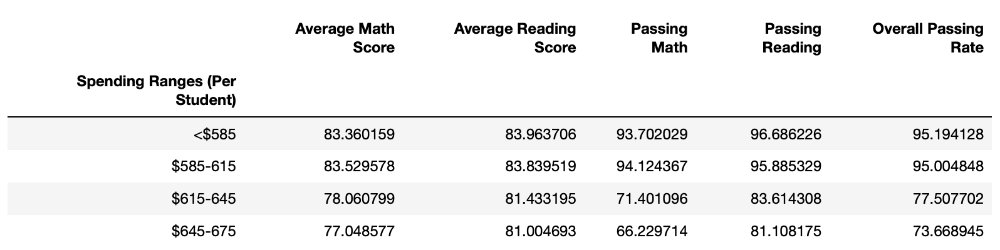 Average Math Score Average Reading Score Passing Math Passing Reading Overall Passing Rate
Spending Ranges (Per Student)
<$585 83.360159 83.963706 93.702029 96.686226 95.194128
$585-615 83.529578 83.839519 94.124367 95.885329 95.004848
$615-645 78.060799 81.433195 71.401096 83.614308 77.507702
$645-675 77.048577 81.004693 66.229714 81.108175 73.668945